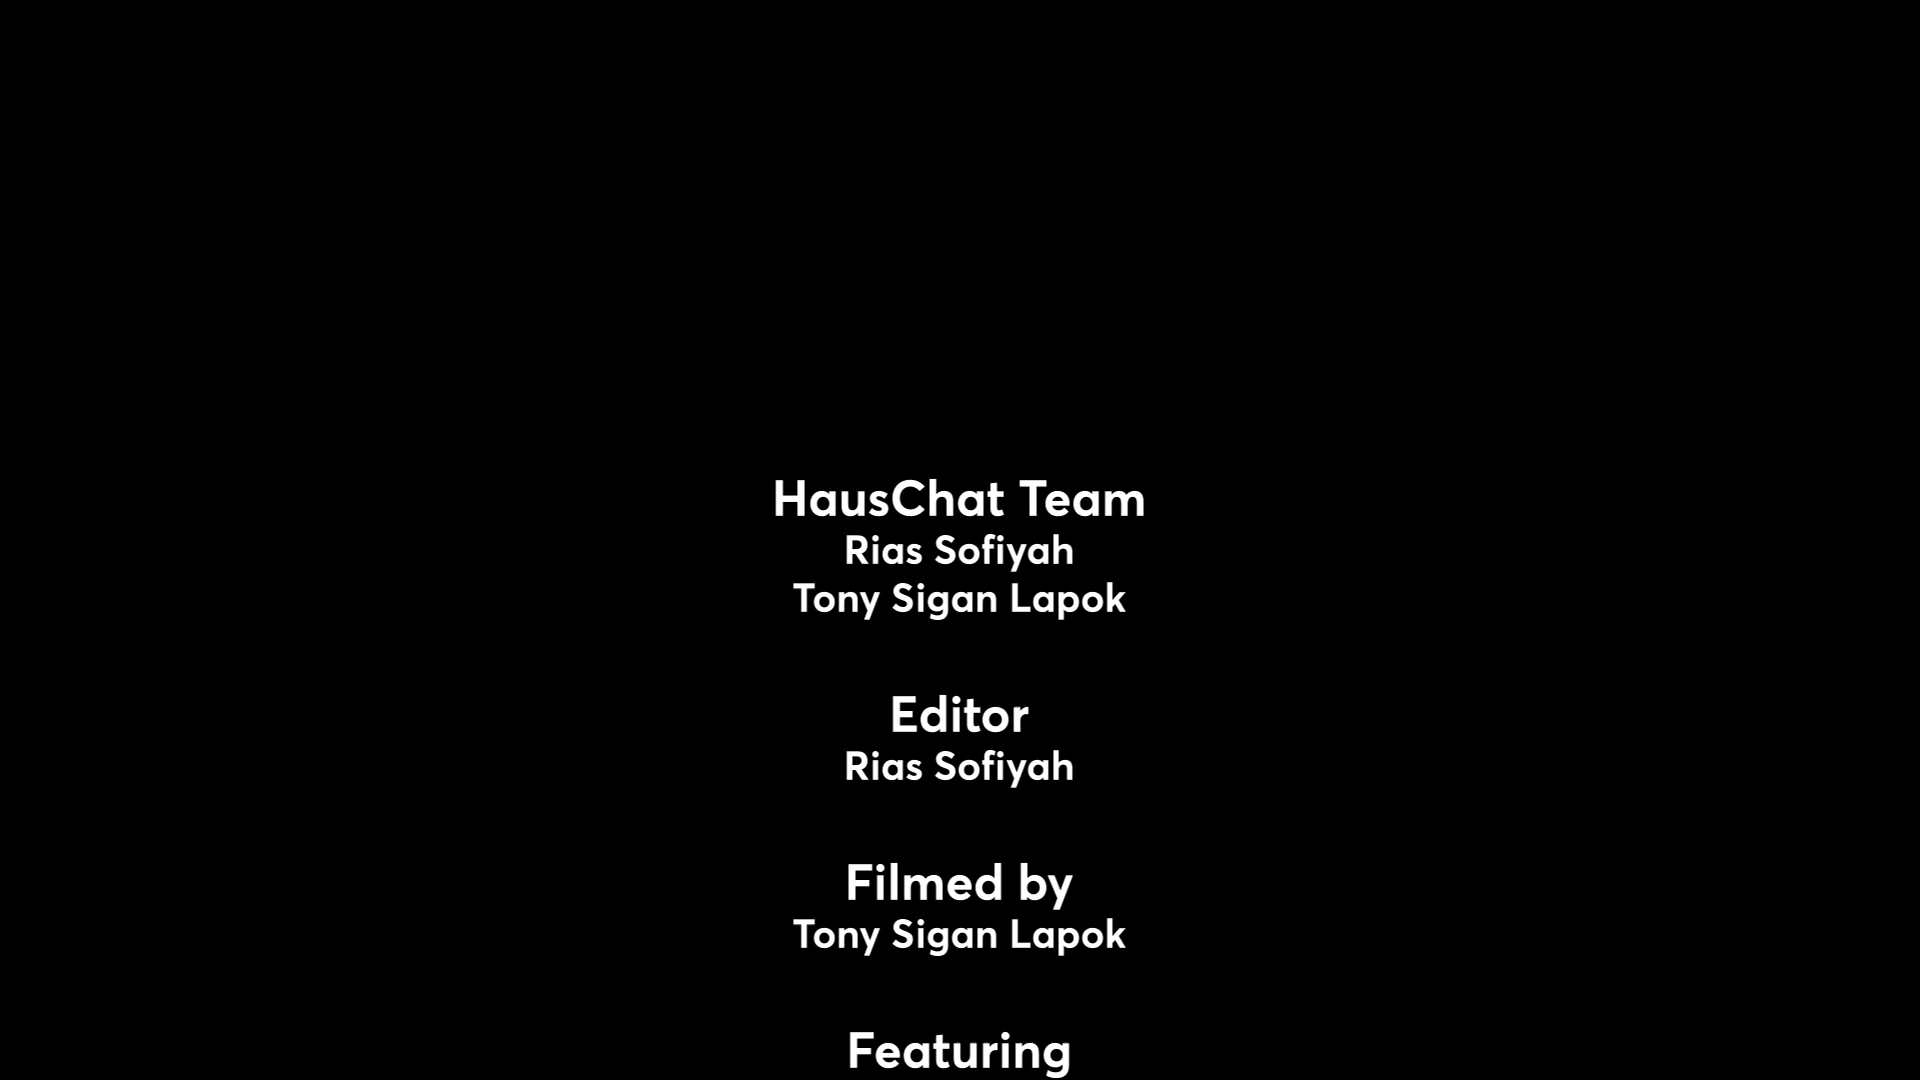 HausChat Team
Rias Sofiyah
Tony Sigan Lapok
Editor
Rias Sofiyah
Filmed by
Tony Sigan Lapok
Featuring